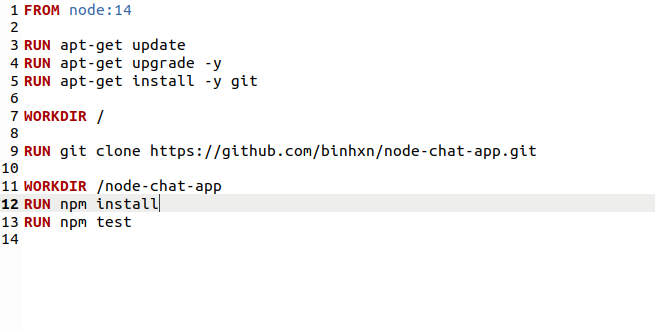 1 FROM node:14
2
3 RUN apt-get update
4 RUN apt-get upgrade -y
5 RUN apt-get install -y git
6
7 WORKDIR /
8
9 RUN git clone https://github.com/binhxn/node-chat-app.git
10
11 WORKDIR /node-chat-app
12 RUN npm install
13 RUN npm test
14